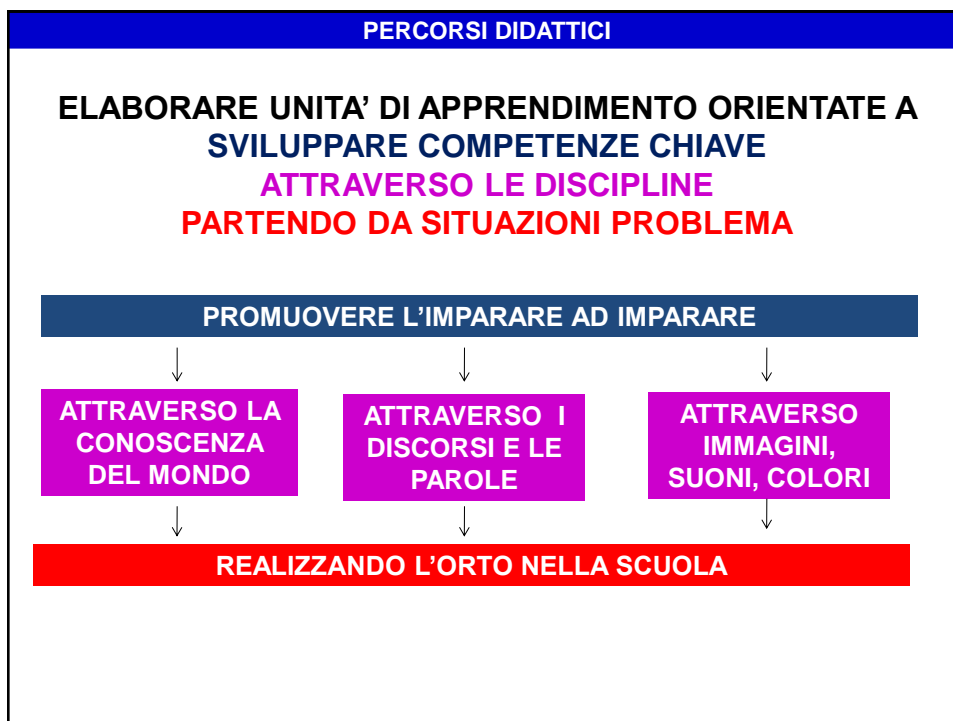 PERCORSI DIDATTICI
ELABORARE UNITA’ DI APPRENDIMENTO ORIENTATE A
SVILUPPARE COMPETENZE CHIAVE
ATTRAVERSO LE DISCIPLINE
PARTENDO DA SITUAZIONI PROBLEMA
PROMUOVERE L’IMPARARE AD IMPARARE
ATTRAVERSO LA
CONOSCENZA
DEL MONDO
ATTRAVERSO I
DISCORSI E LE
PAROLE
ATTRAVERSO
IMMAGINI,
SUONI, COLORI
REALIZZANDO L’ORTO NELLA SCUOLA